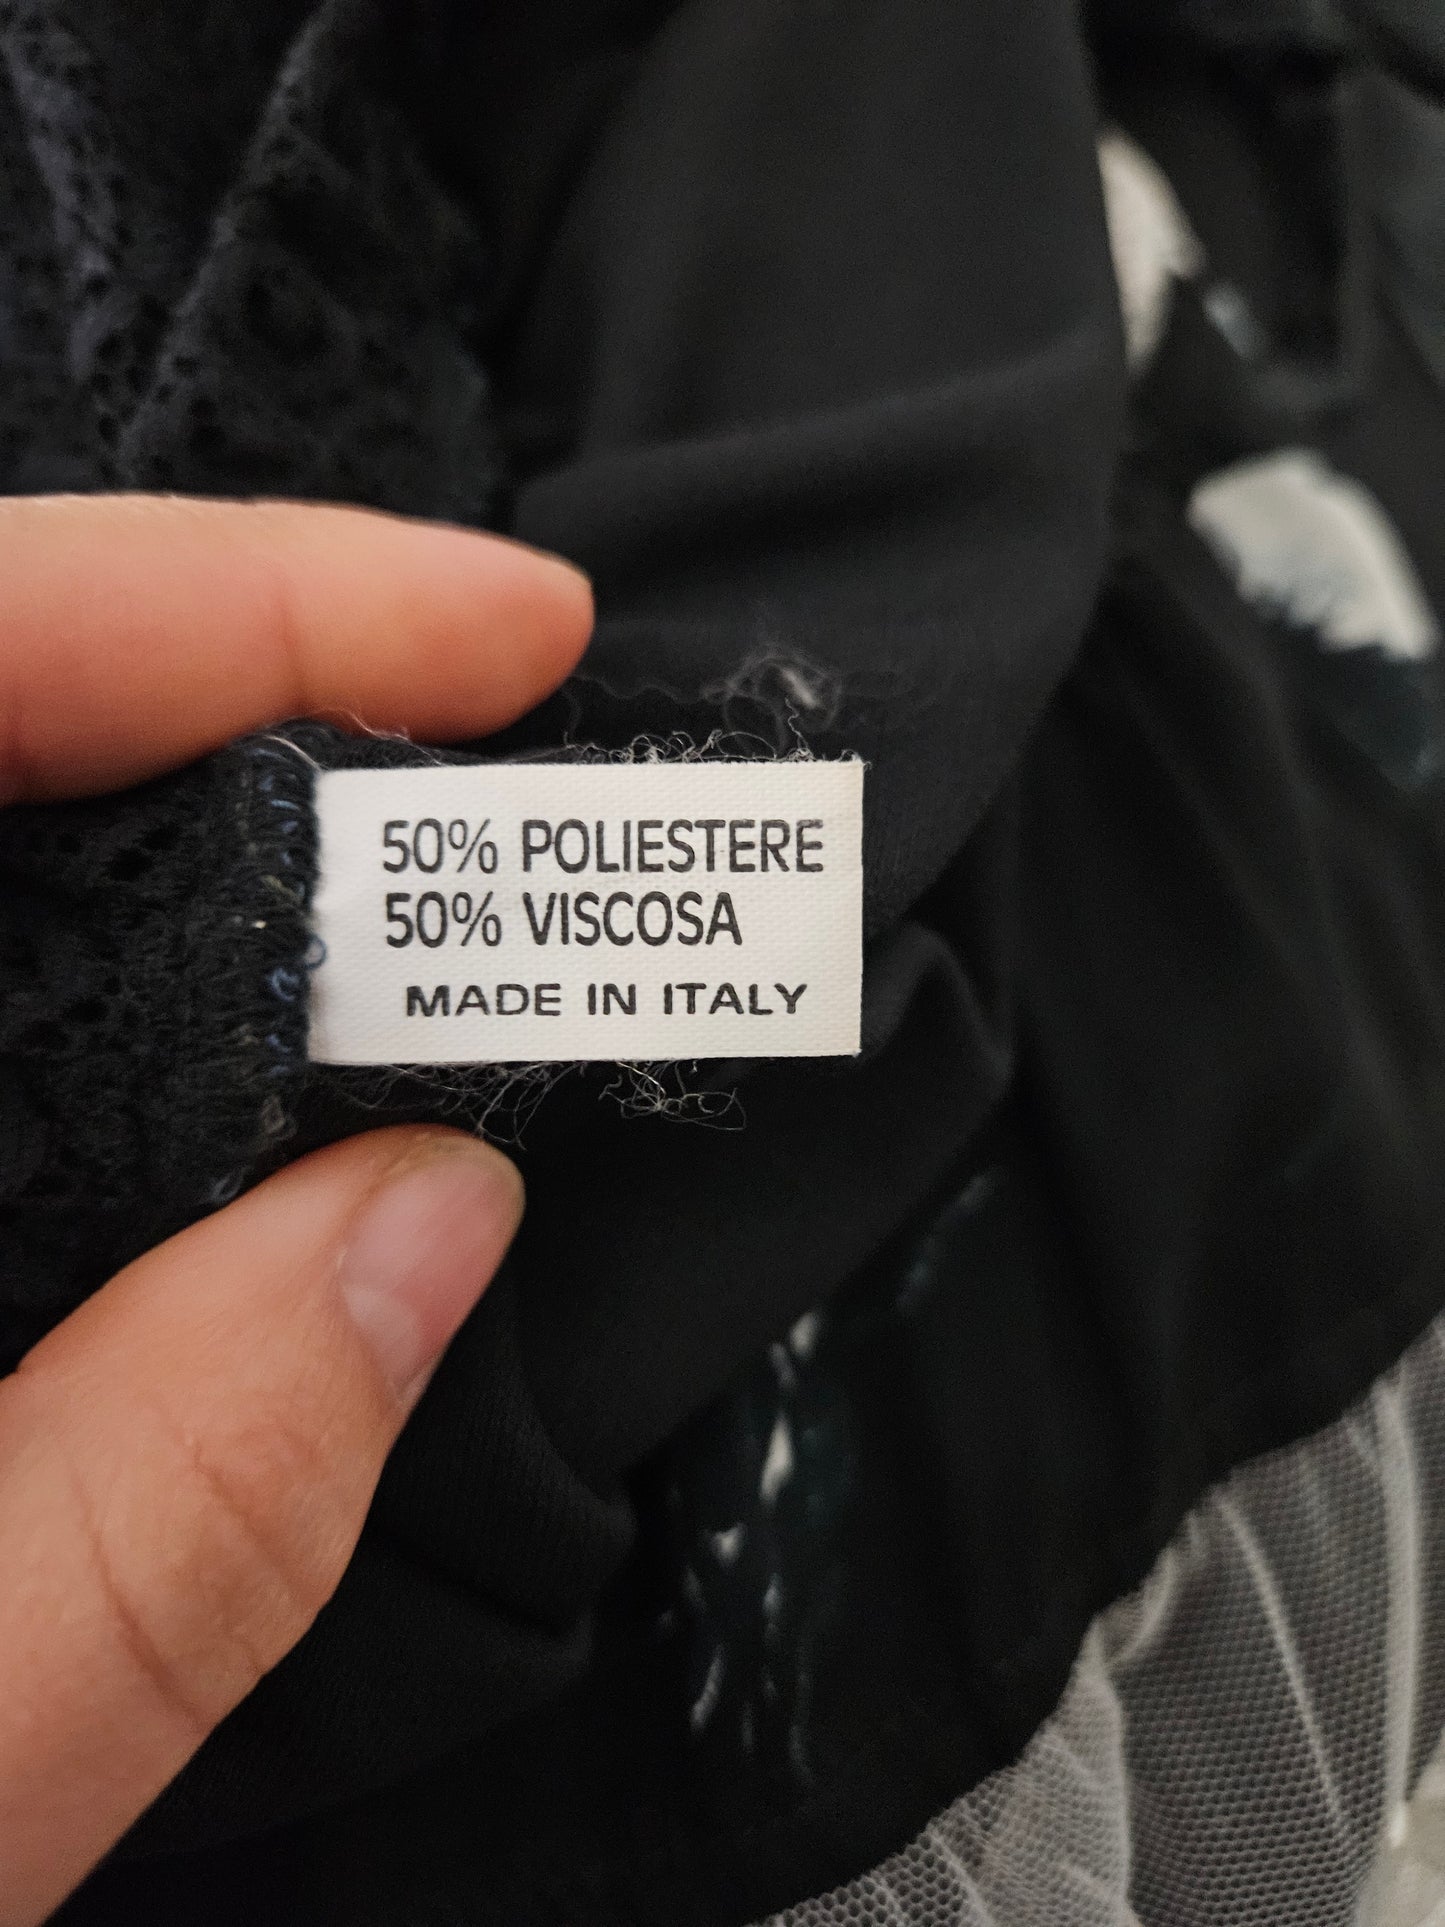 50% POLIESTERE
50% VISCOSA
MADE IN ITALY